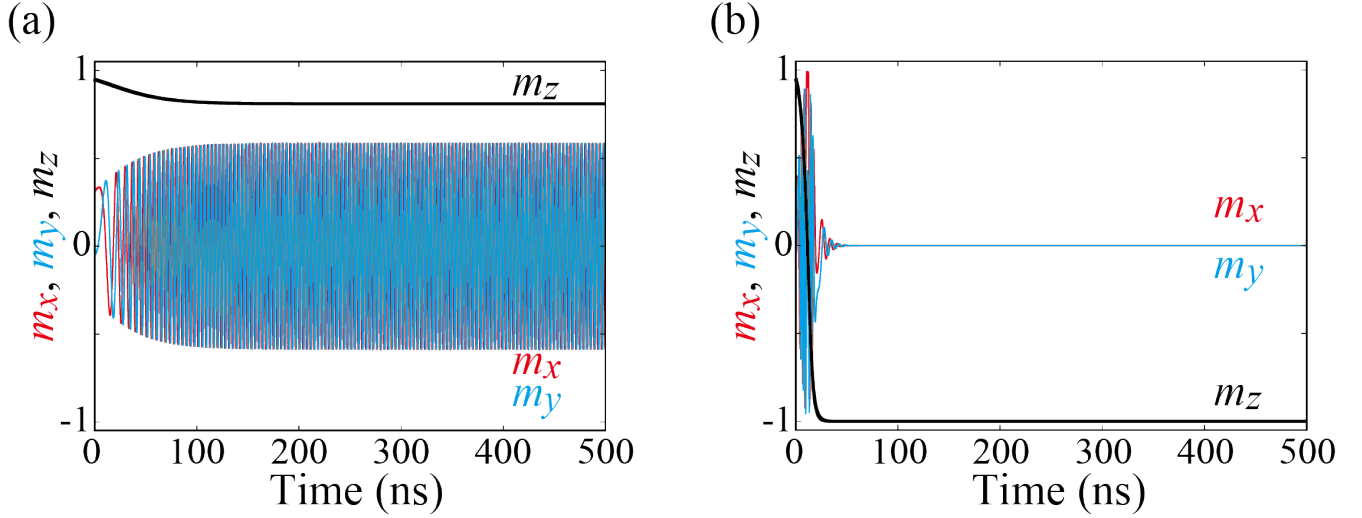 (a)
m_x, m_y, m_z
1
0
-1
m_z
m_x
m_y
0 100 200 300 400 500
Time (ns)
(b)
m_x, m_y, m_z
1
0
-1
m_x
m_y
m_z
0 100 200 300 400 500
Time (ns)